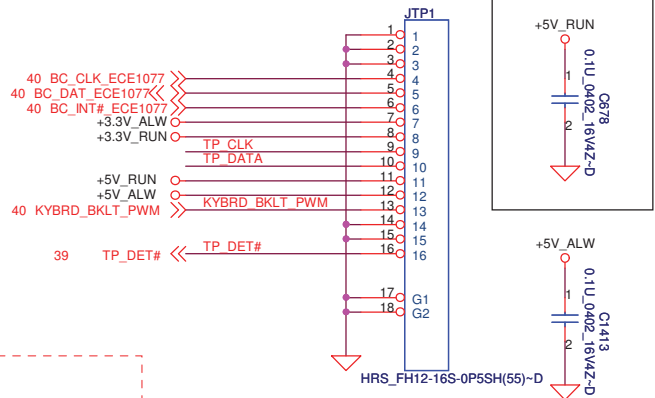 JTP1
1 1
2 2
3 3
40 BC_CLK_ECE1077 4 4
40 BC_DAT_ECE1077 5 5
40 BC_INT#_ECE1077 6 6
+3.3V_ALW 7 7
+3.3V_RUN 8 8
TP_CLK 9 9
TP_DATA 10 10
+5V_RUN 11 11
+5V_ALW 12 12
40 KYBRD_BKLT_PWM KYBRD_BKLT_PWM 13 13
14 14
15 15
39 TP_DET# TP_DET# 16 16
17 G1
18 G2
HRS_FH12-16S-0P5SH(55)~D
+5V_RUN
1
2
C678
0.1U_0402_16V4Z~D
+5V_ALW
1
2
C1413
0.1U_0402_16V4Z~D